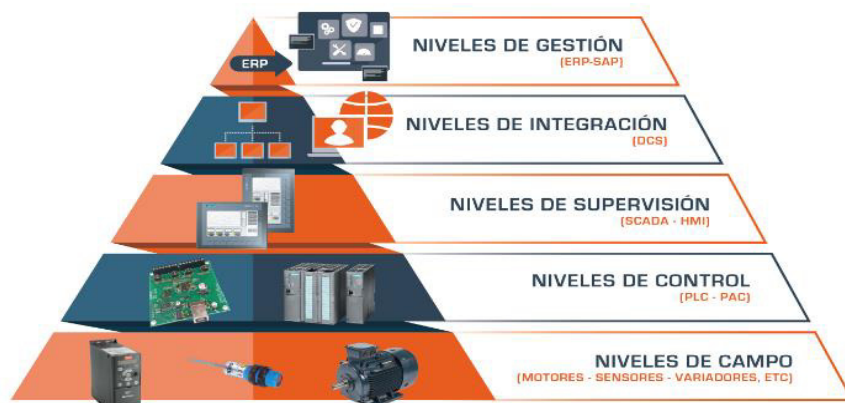 ERP
NIVELES DE GESTIÓN
(ERP-SAP)
NIVELES DE INTEGRACIÓN
(DCS)
NIVELES DE SUPERVISIÓN
(SCADA - HMI)
NIVELES DE CONTROL
(PLC - PAC)
NIVELES DE CAMPO
(MOTORES - SENSORES - VARIADORES, ETC)